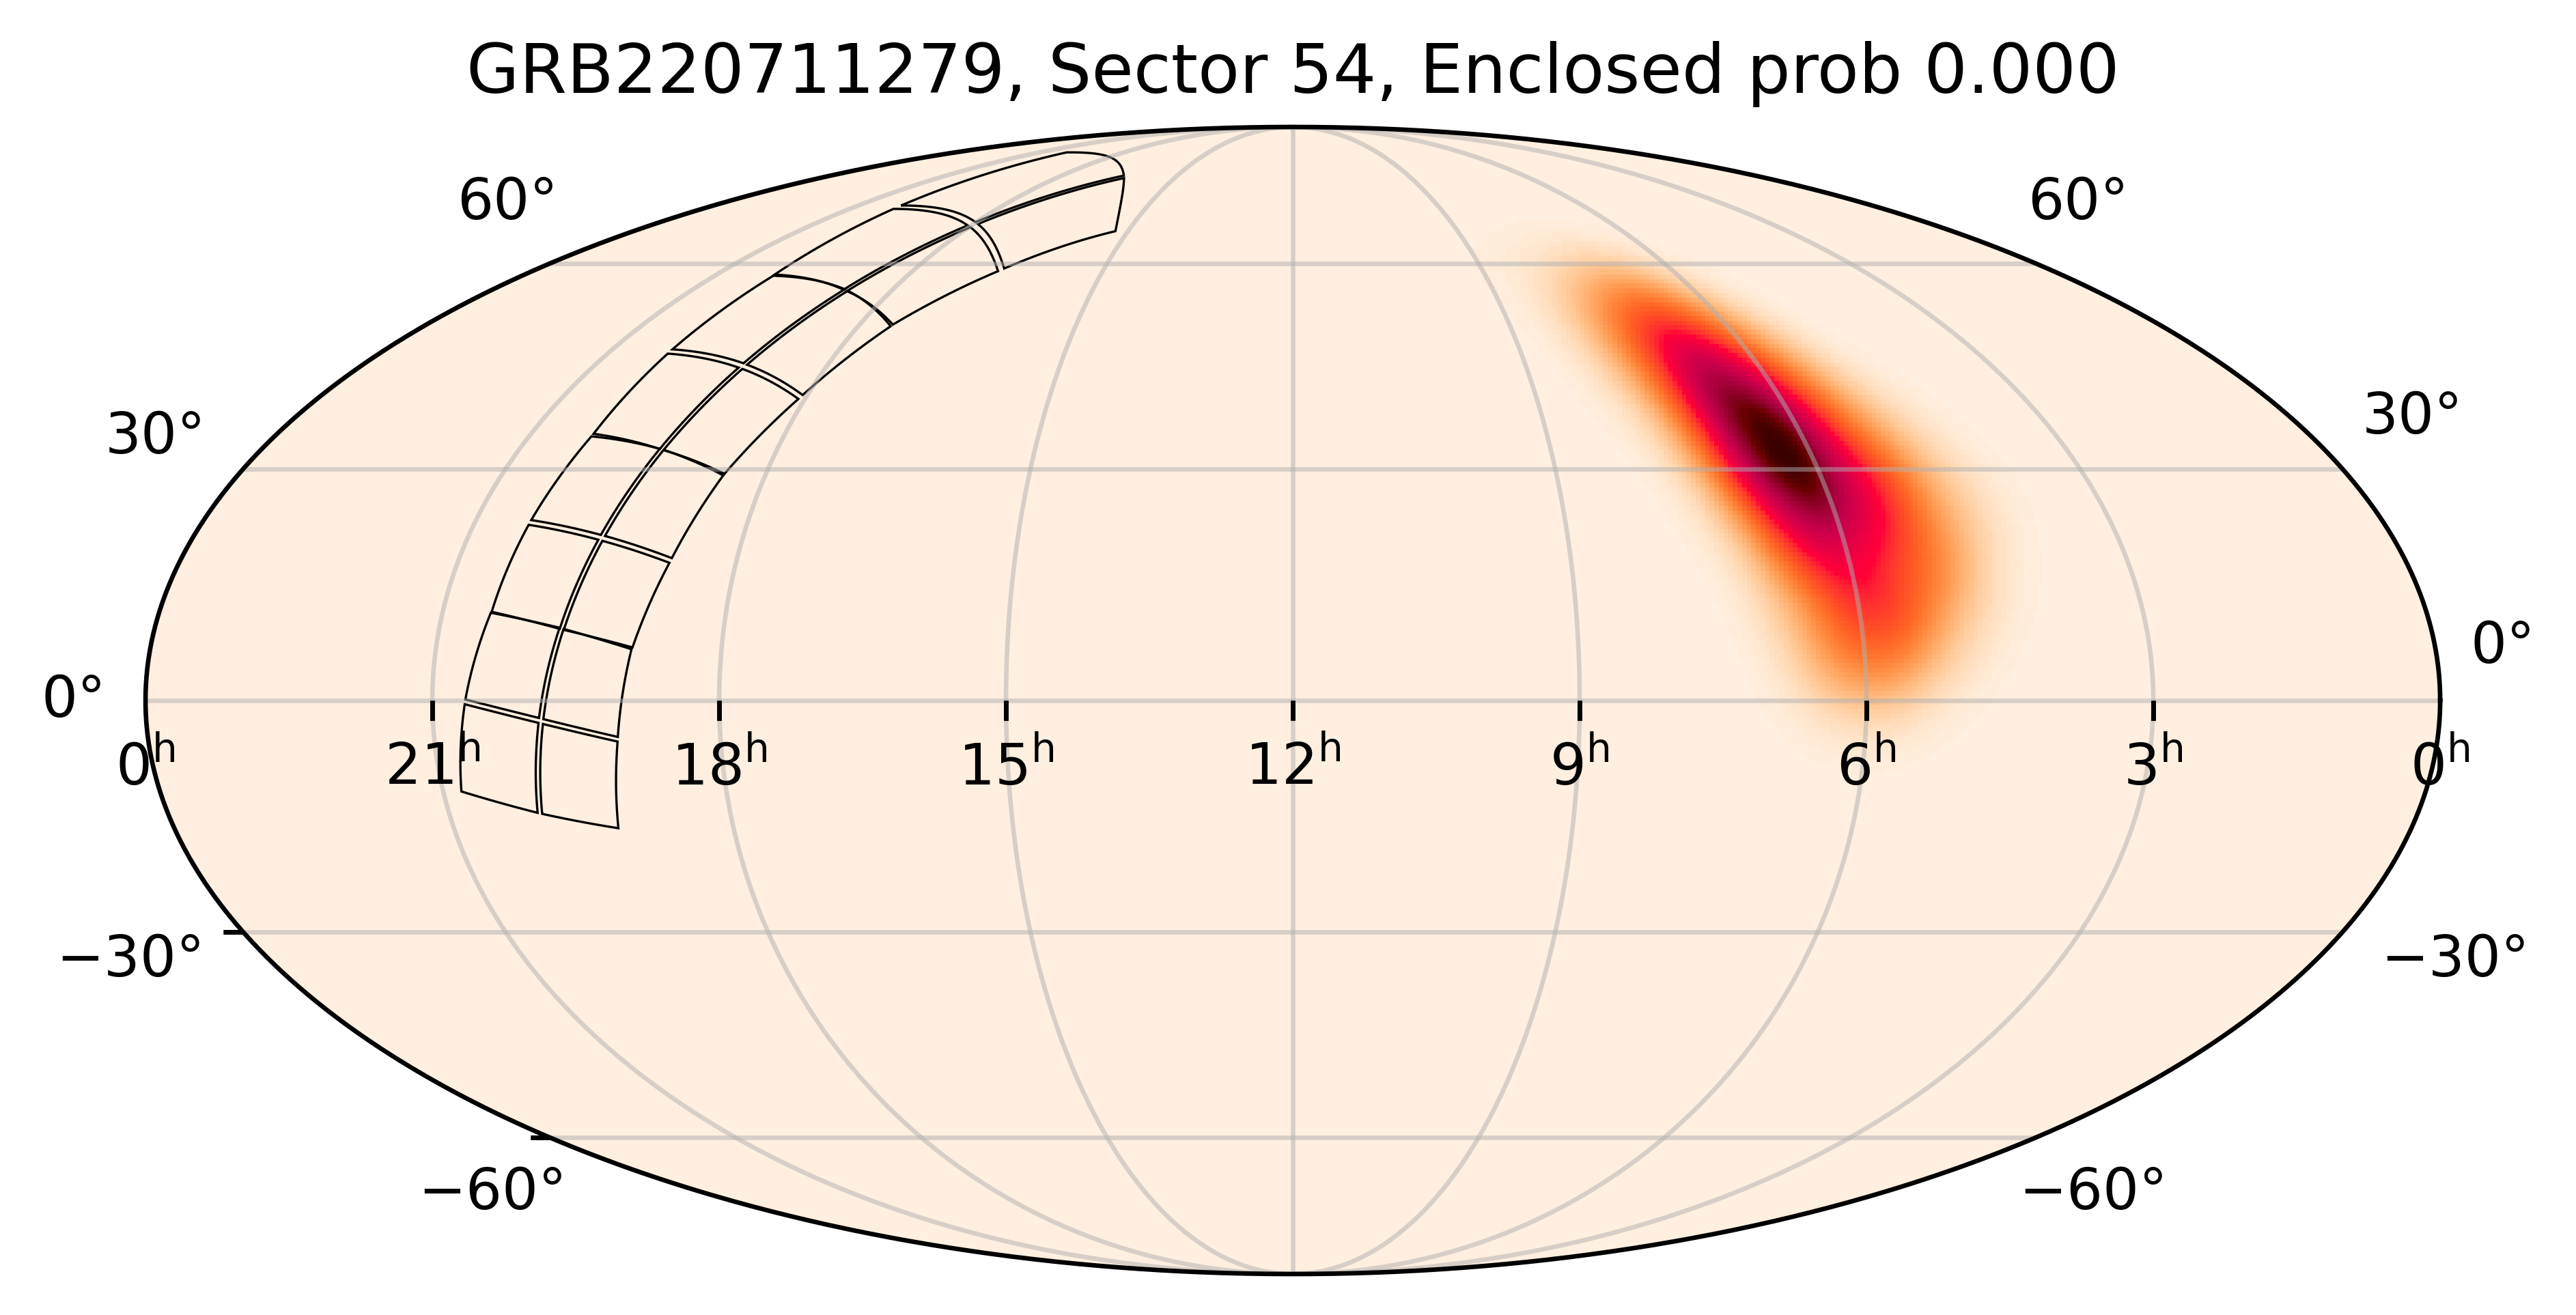 GRB220711279, Sector 54, Enclosed prob 0.000
60° 60°
30° 30°
0° 0°
0h 21h 18h 15h 12h 9h 6h 3h 0h
−30° −30°
−60° −60°